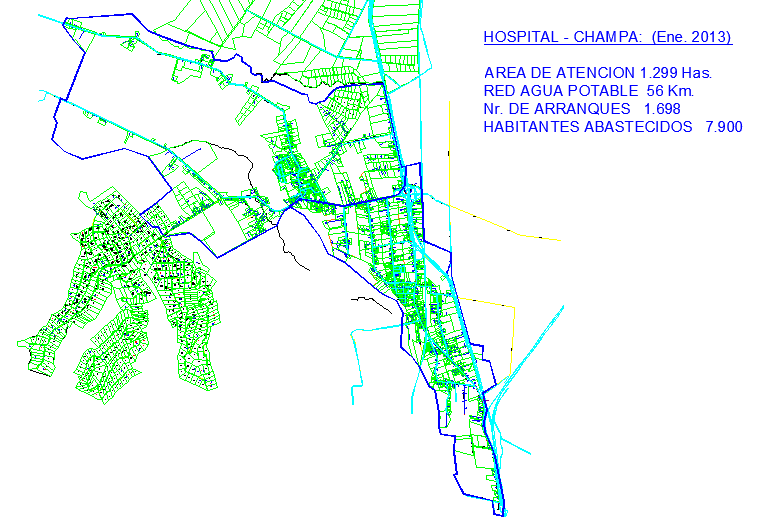 HOSPITAL - CHAMPA:  (Ene. 2013)
AREA DE ATENCION 1.299 Has.
RED AGUA POTABLE  56 Km.
Nr. DE ARRANQUES   1.698
HABITANTES ABASTECIDOS   7.900